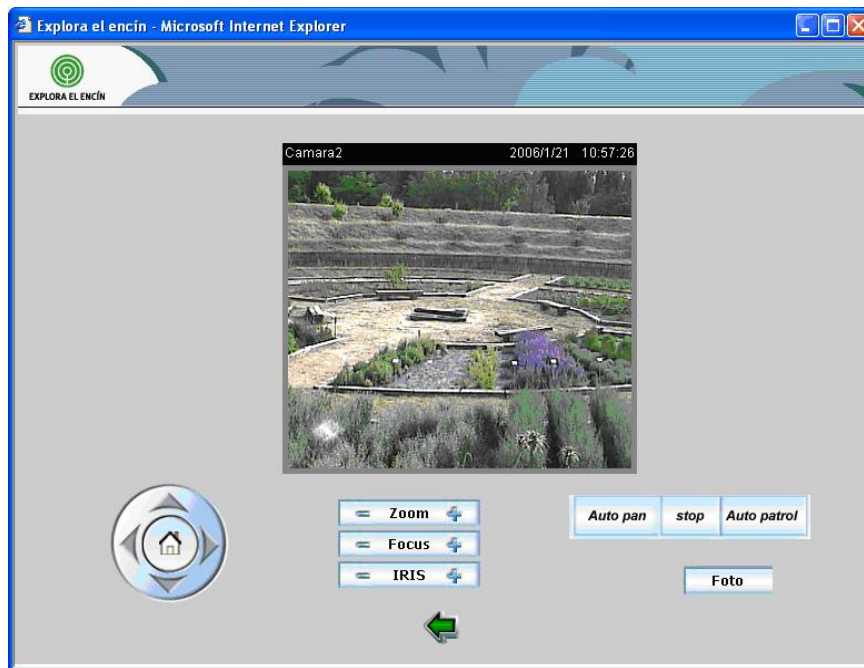 Explora el encín - Microsoft Internet Explorer
EXPLORA EL ENCÍN
Camara2 2006/1/21 10:57:26
Zoom
Focus
IRIS
Auto pan stop Auto patrol
Foto